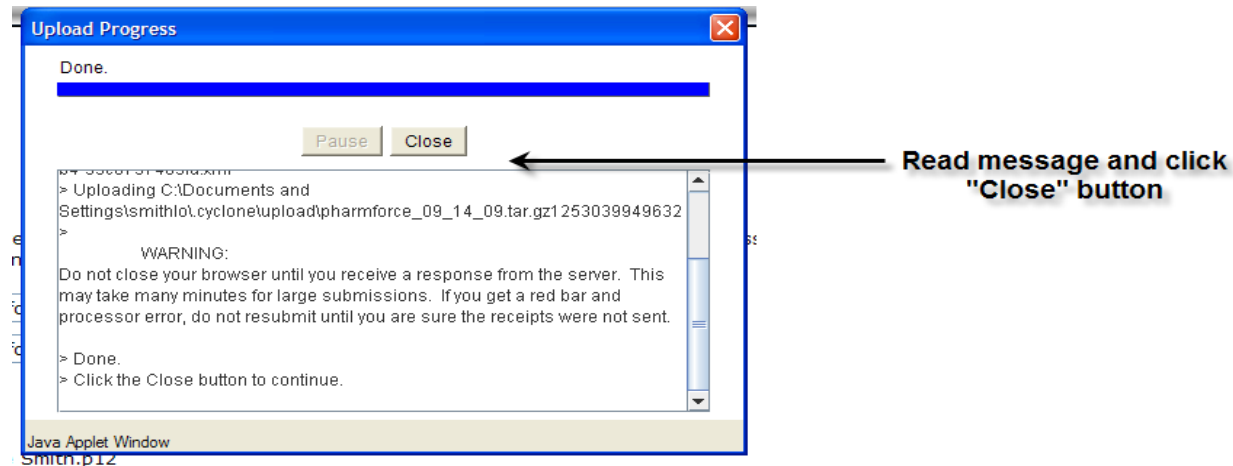 Upload Progress
Done.
Pause Close
> Uploading C:\Documents and
Settings\smithlo\.cyclone\upload\pharmforce_09_14_09.tar.gz1253039949632
>
WARNING:
Do not close your browser until you receive a response from the server. This
may take many minutes for large submissions. If you get a red bar and
processor error, do not resubmit until you are sure the receipts were not sent.
> Done.
> Click the Close button to continue.
Java Applet Window
Smith.p12
Read message and click
"Close" button